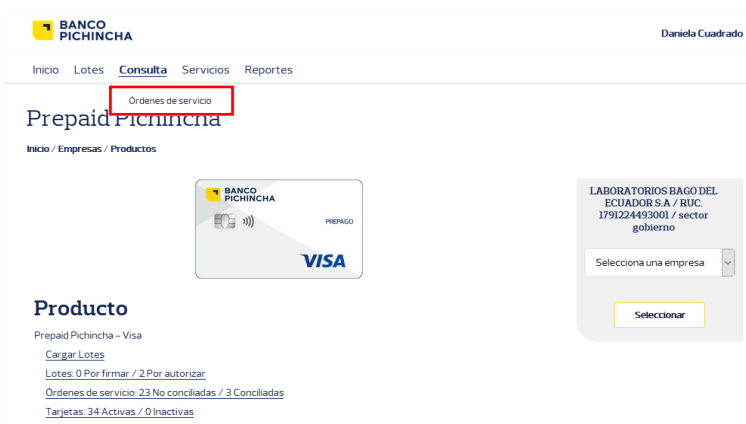 BANCO
PICHINCHA
Daniela Cuadrado
Inicio Lotes Consulta Servicios Reportes
Órdenes de servicio
Prepaid Pichincha
Inicio / Empresas / Productos
BANCO
PICHINCHA
PREPAGO
VISA
LABORATORIOS BAGO DEL
ECUADOR S.A / RUC.
1791224493001 / sector
gobierno
Selecciona una empresa
Seleccionar
Producto
Prepaid Pichincha – Visa
Cargar Lotes
Lotes: 0 Por firmar / 2 Por autorizar
Órdenes de servicio: 23 No conciliadas / 3 Conciliadas
Tarjetas: 34 Activas / 0 Inactivas